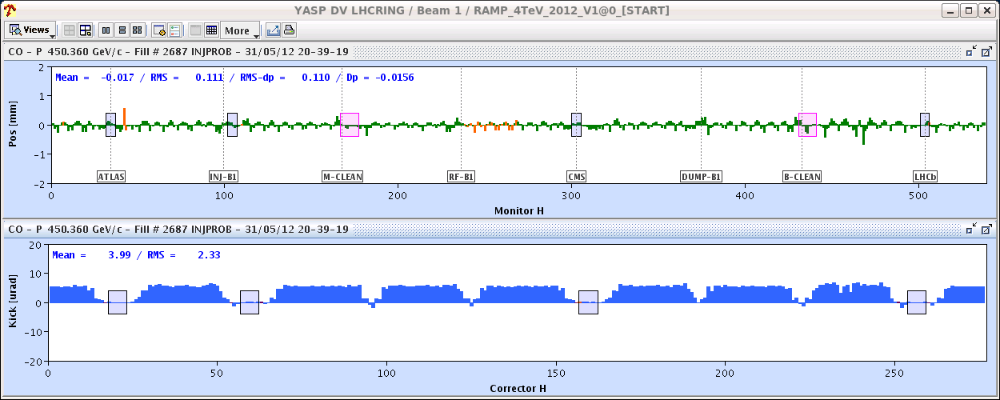 YASP DV LHCRING / Beam 1 / RAMP_4TeV_2012_V1@0_[START]
Views More
CO - P 450.360 GeV/c - Fill # 2687 INJPROB - 31/05/12 20-39-19
Mean = -0.017 / RMS = 0.111 / RMS-dp = 0.110 / Dp = -0.0156
Pos [mm]
2
1
0
-1
-2
ATLAS INJ-B1 M-CLEAN RF-B1 CMS DUMP-B1 B-CLEAN LHCb
0 100 200 300 400 500
Monitor H
CO - P 450.360 GeV/c - Fill # 2687 INJPROB - 31/05/12 20-39-19
Mean = 3.99 / RMS = 2.33
Kick [urad]
20
10
0
-10
-20
0 50 100 150 200 250
Corrector H